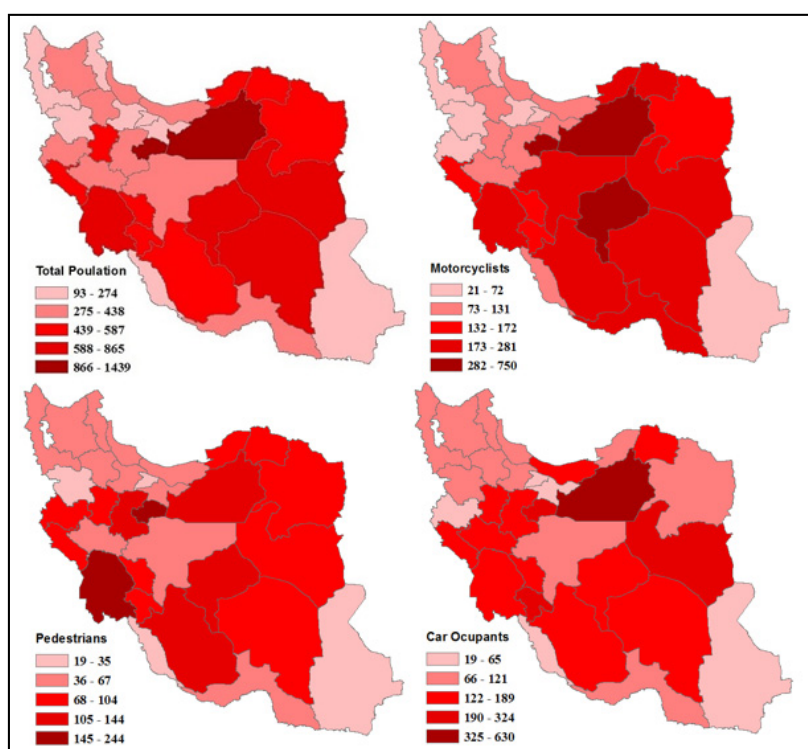 Total Poulation
93 - 274
275 - 438
439 - 587
588 - 865
866 - 1439
Motorcyclists
21 - 72
73 - 131
132 - 172
173 - 281
282 - 750
Pedestrians
19 - 35
36 - 67
68 - 104
105 - 144
145 - 244
Car Ocupants
19 - 65
66 - 121
122 - 189
190 - 324
325 - 630